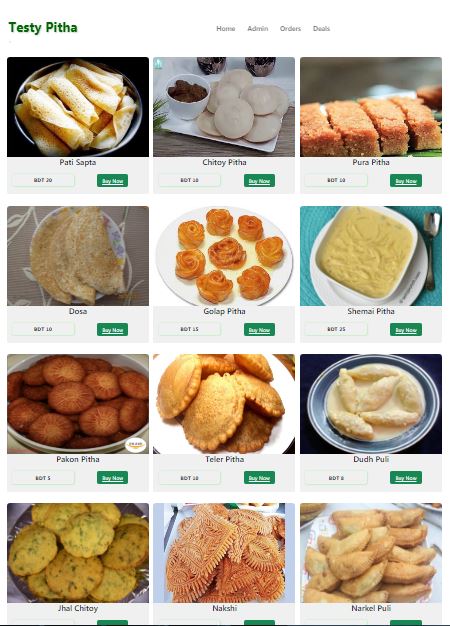 Testy Pitha
Home Admin Orders Deals
Pati Sapta Chitoy Pitha Pura Pitha
BDT 20 Buy Now BDT 10 Buy Now BDT 10 Buy Now
Dosa Golap Pitha Shemai Pitha
BDT 10 Buy Now BDT 15 Buy Now BDT 25 Buy Now
Pakon Pitha Teler Pitha Dudh Puli
BDT 5 Buy Now BDT 10 Buy Now BDT 8 Buy Now
Jhal Chitoy Nakshi Narkel Puli